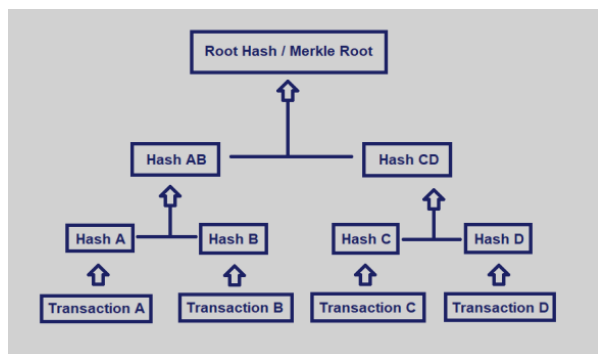 Root Hash / Merkle Root
Hash AB
Hash CD
Hash A
Hash B
Hash C
Hash D
Transaction A
Transaction B
Transaction C
Transaction D